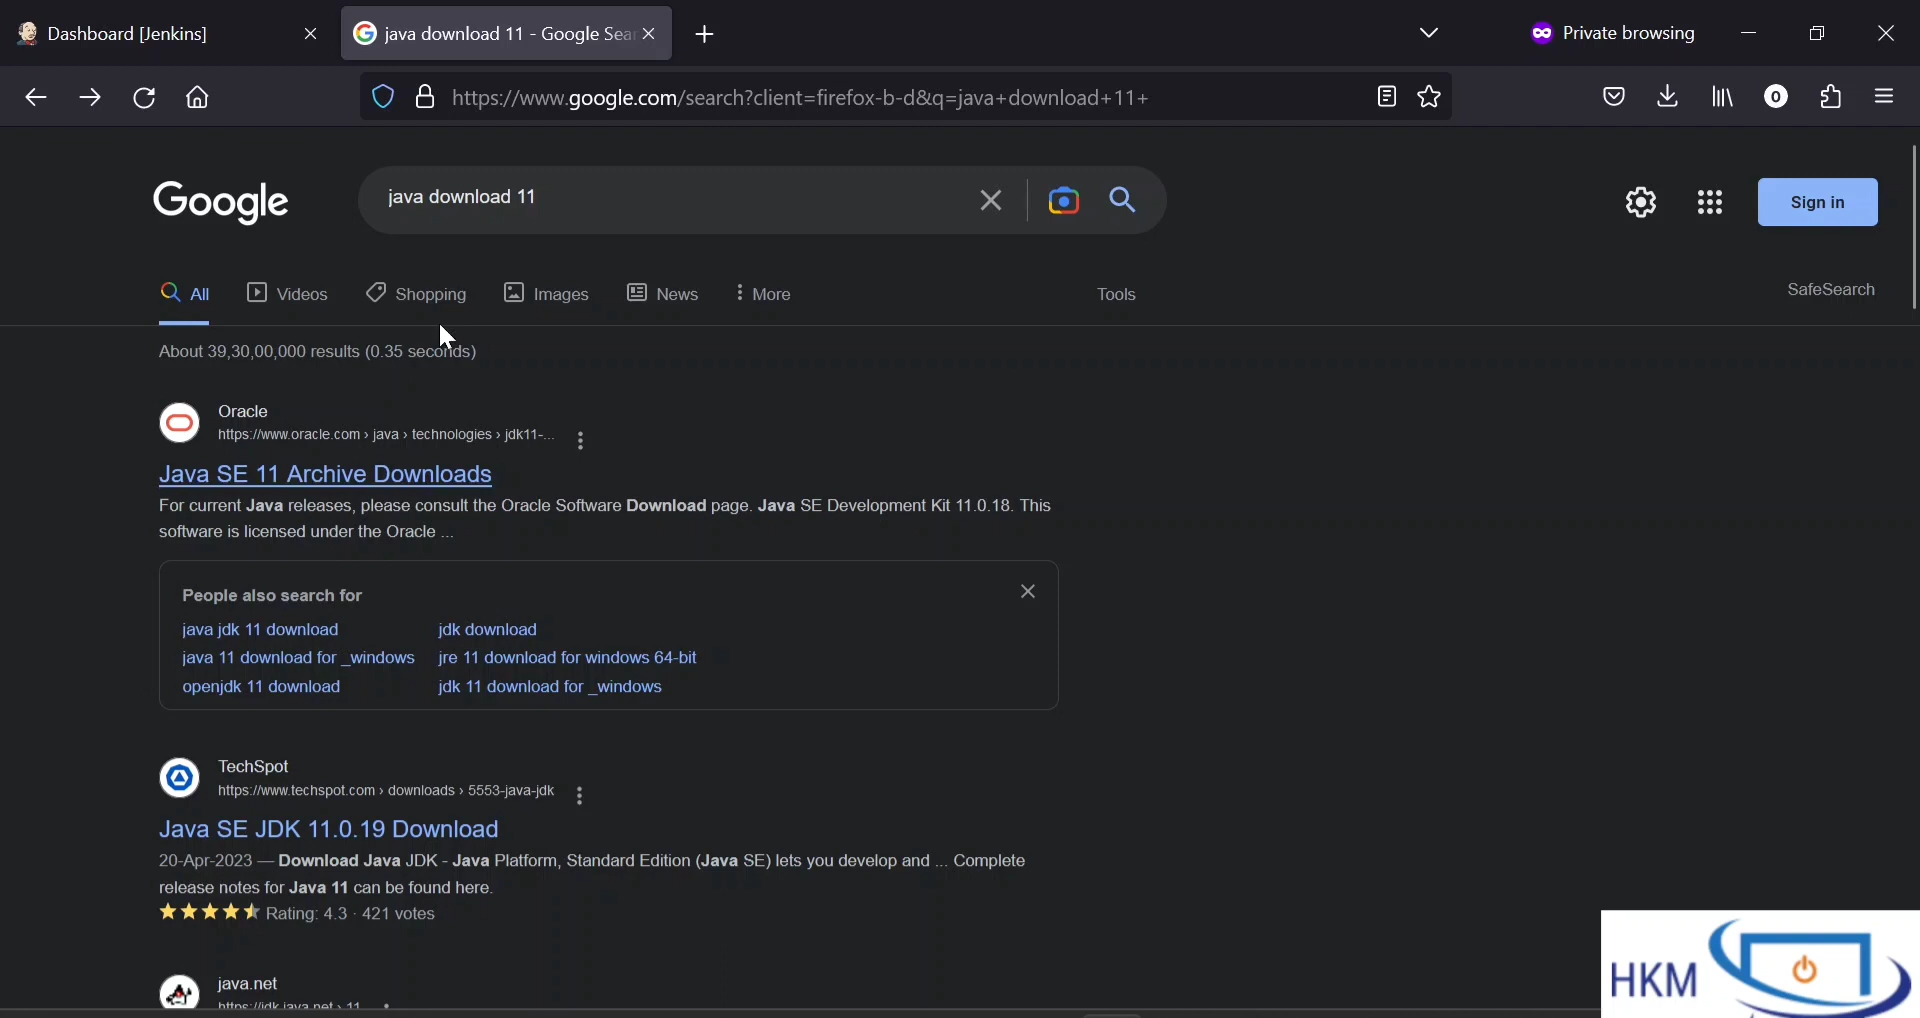 Dashboard [Jenkins]
java download 11 - Google Sear
Private browsing
https://www.google.com/search?client=firefox-b-d&q=java+download+11+
Google
java download 11
Sign in
All
Videos
Shopping
Images
News
More
Tools
SafeSearch
About 39,30,00,000 results (0.35 seconds)
Oracle
https://www.oracle.com › java › technologies › jdk11-...
Java SE 11 Archive Downloads
For current Java releases, please consult the Oracle Software Download page. Java SE Development Kit 11.0.18. This
software is licensed under the Oracle ...
People also search for
java jdk 11 download
jdk download
java 11 download for _windows
jre 11 download for windows 64-bit
openjdk 11 download
jdk 11 download for _windows
TechSpot
https://www.techspot.com › downloads › 5553-java-jdk
Java SE JDK 11.0.19 Download
20-Apr-2023 — Download Java JDK - Java Platform, Standard Edition (Java SE) lets you develop and ... Complete
release notes for Java 11 can be found here.
Rating: 4.3 · 421 votes
java.net
https://jdk.java.net › 11
HKM